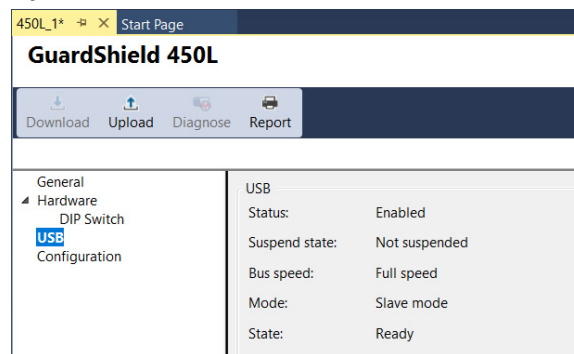 450L_1* Start Page
GuardShield 450L
Download Upload Diagnose Report
General
Hardware
DIP Switch
USB
Configuration
USB
Status: Enabled
Suspend state: Not suspended
Bus speed: Full speed
Mode: Slave mode
State: Ready